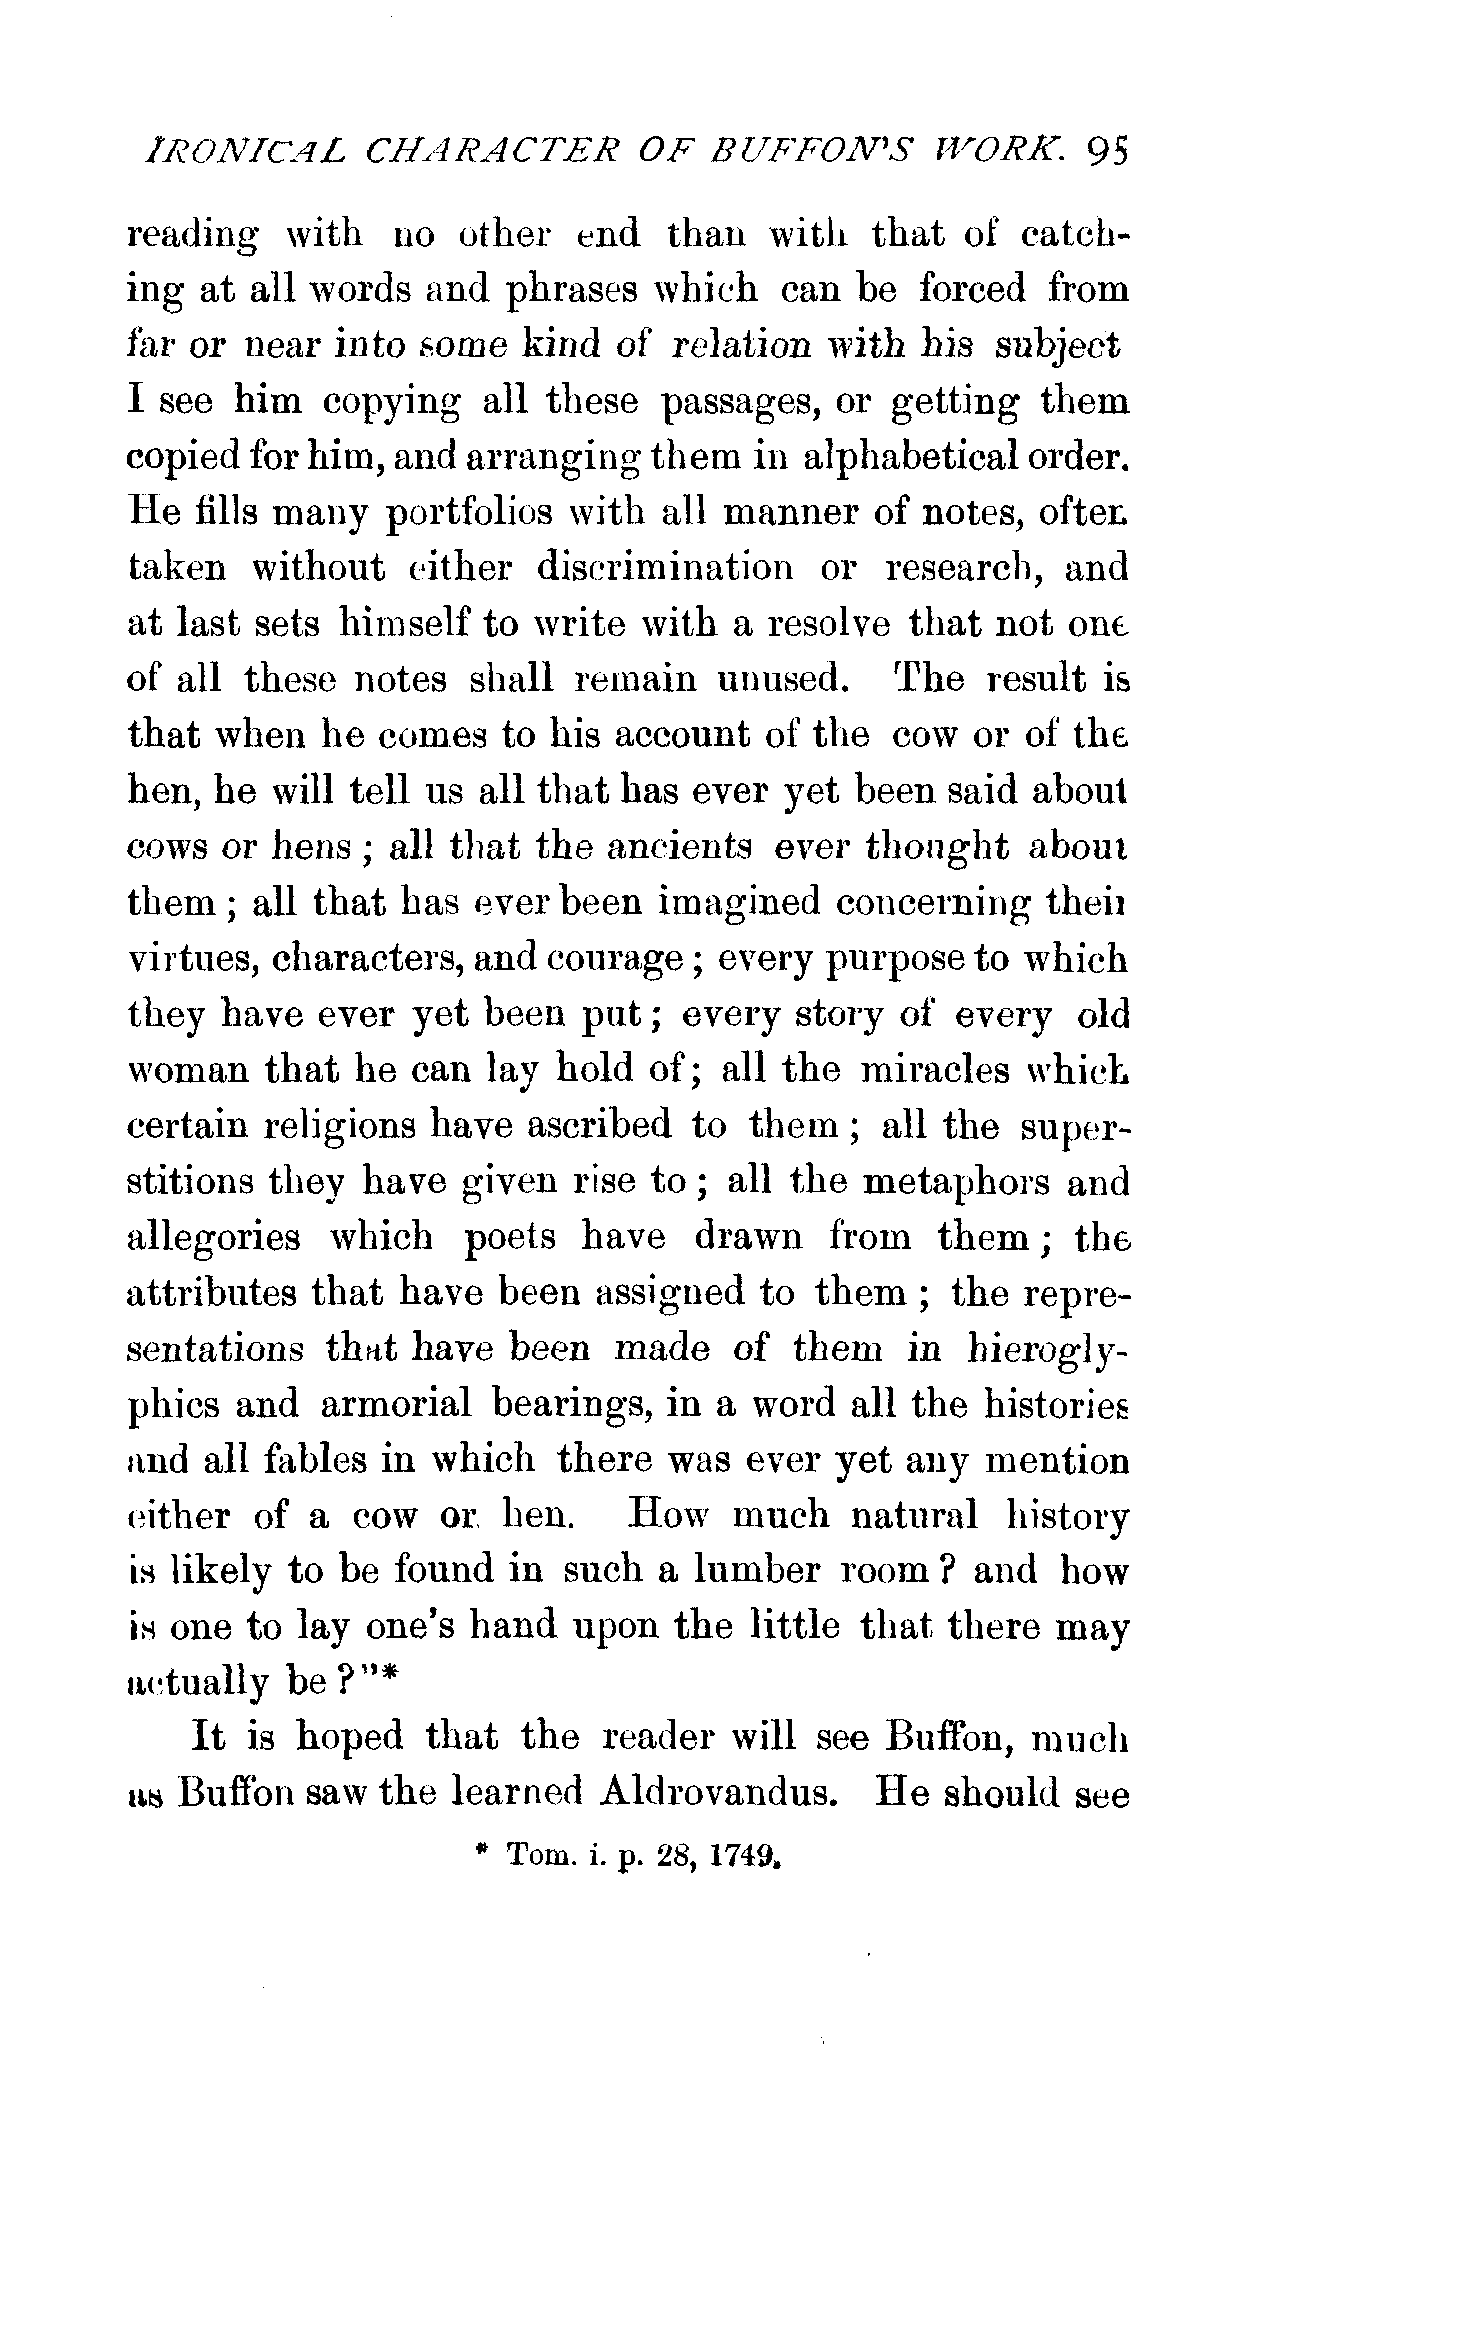 IRONICAL CHARACTER OF BUFFON'S WORK. 95
reading with no other end than with that of catch-
ing at all words and phrases which can be forced from
far or near into some kind of relation with his subject
I see him copying all these passages, or getting them
copied for him, and arranging them in alphabetical order.
He fills many portfolios with all manner of notes, often
taken without either discrimination or research, and
at last sets himself to write with a resolve that not one
of all these notes shall remain unused. The result is
that when he comes to his account of the cow or of the
hen, he will tell us all that has ever yet been said about
cows or hens ; all that the ancients ever thought about
them ; all that has ever been imagined concerning their
virtues, characters, and courage ; every purpose to which
they have ever yet been put ; every story of every old
woman that he can lay hold of ; all the miracles which
certain religions have ascribed to them ; all the super-
stitions they have given rise to ; all the metaphors and
allegories which poets have drawn from them ; the
attributes that have been assigned to them ; the repre-
sentations that have been made of them in hierogly-
phics and armorial bearings, in a word all the histories
and all fables in which there was ever yet any mention
either of a cow or hen. How much natural history
is likely to be found in such a lumber room ? and how
is one to lay one's hand upon the little that there may
actually be ?"*
It is hoped that the reader will see Buffon, much
as Buffon saw the learned Aldrovandus. He should see
* Tom. i. p. 28, 1749.